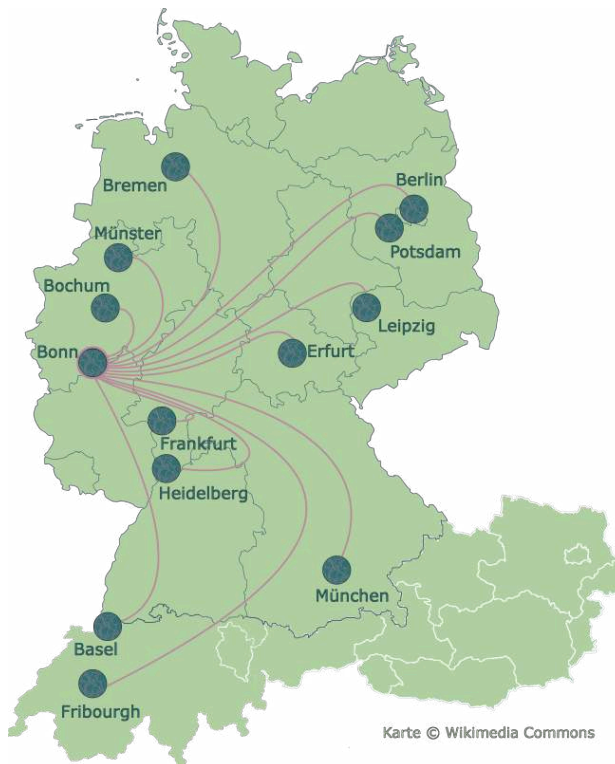 Bremen
Berlin
Münster
Potsdam
Bochum
Leipzig
Bonn
Erfurt
Frankfurt
Heidelberg
München
Basel
Fribourgh
Karte © Wikimedia Commons